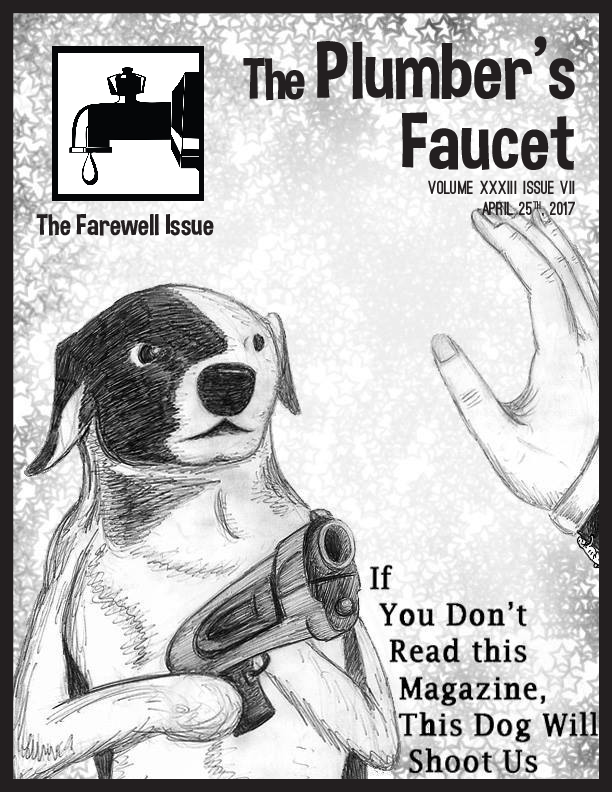 The Plumber's
Faucet
VOLUME XXXIII ISSUE VII
APRIL 25TH, 2017
The Farewell Issue
If
You Don't
Read this
Magazine,
This Dog Will
Shoot Us